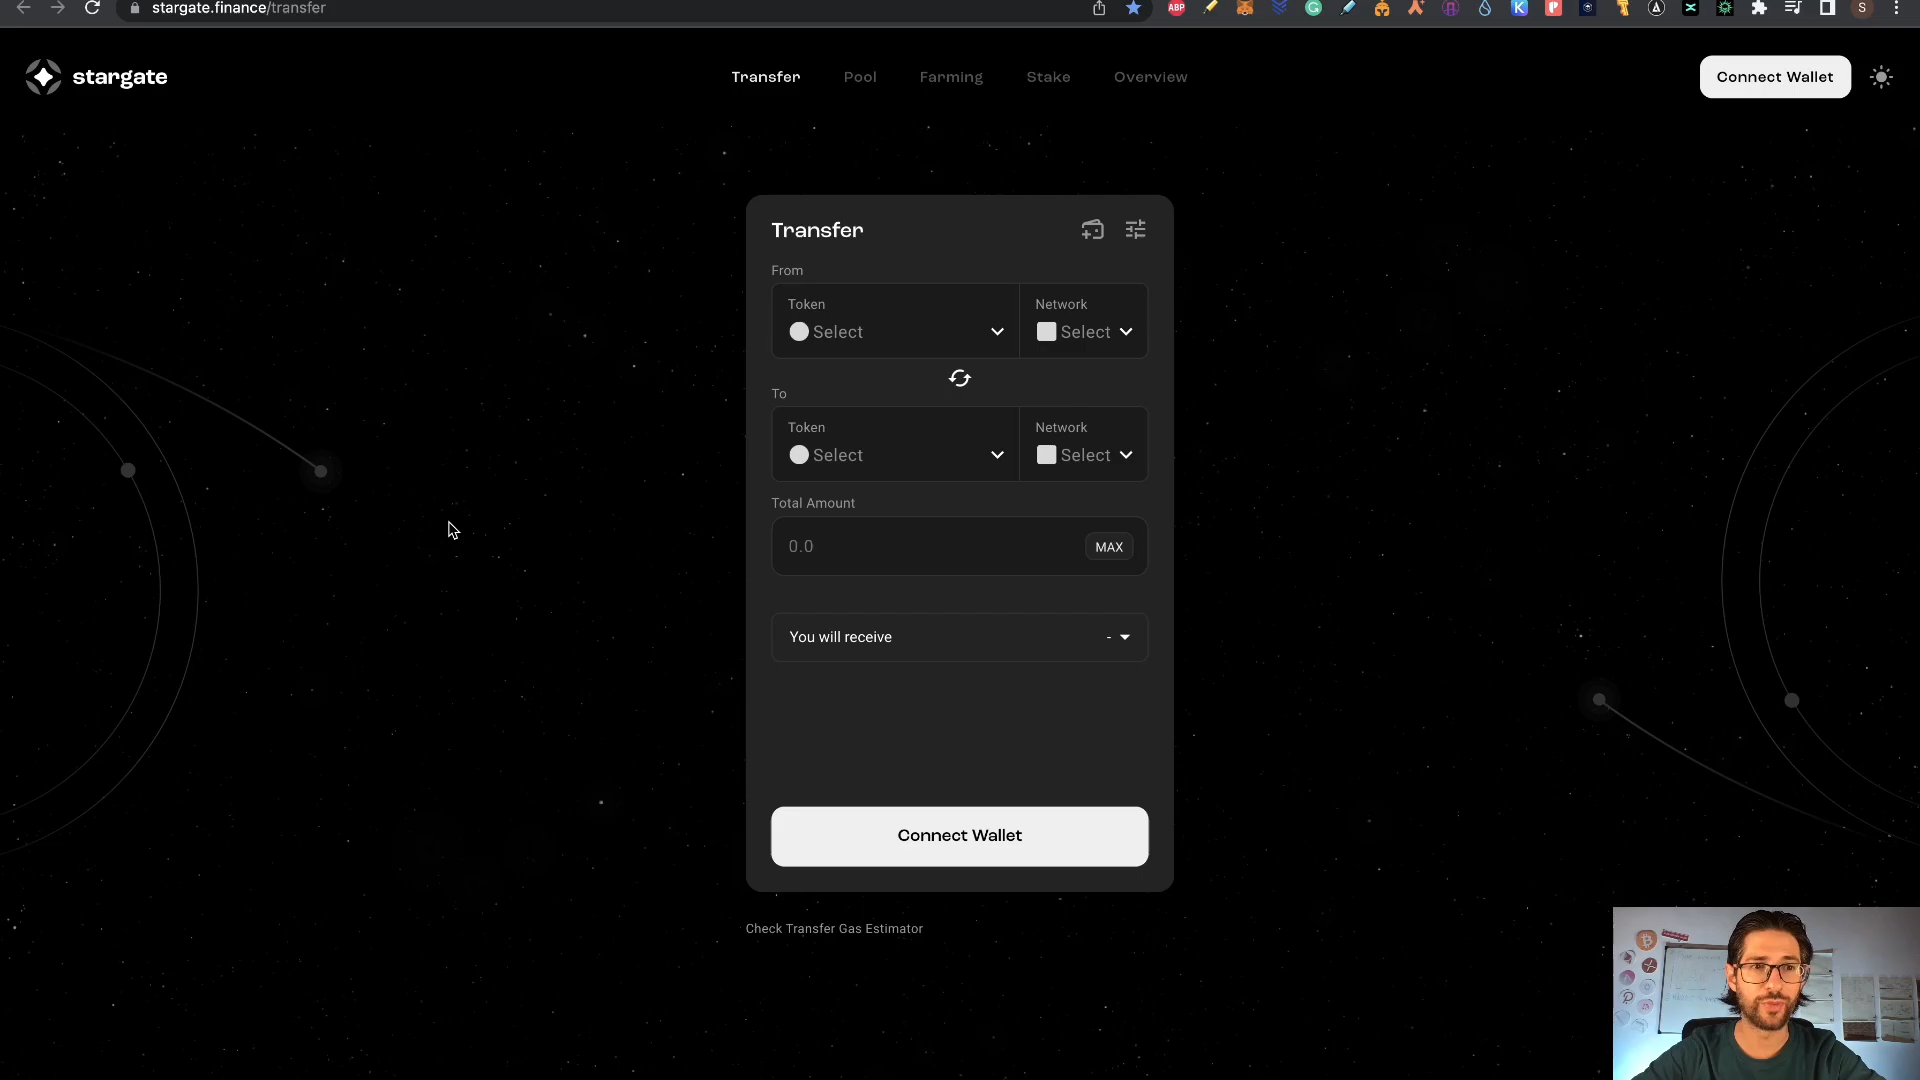 stargate.finance/transfer
ABP
S
stargate
Transfer
Pool
Farming
Stake
Overview
Connect Wallet
Transfer
From
Token
Select
Network
Select
To
Token
Select
Network
Select
Total Amount
0.0
MAX
You will receive
-
Connect Wallet
Check Transfer Gas Estimator